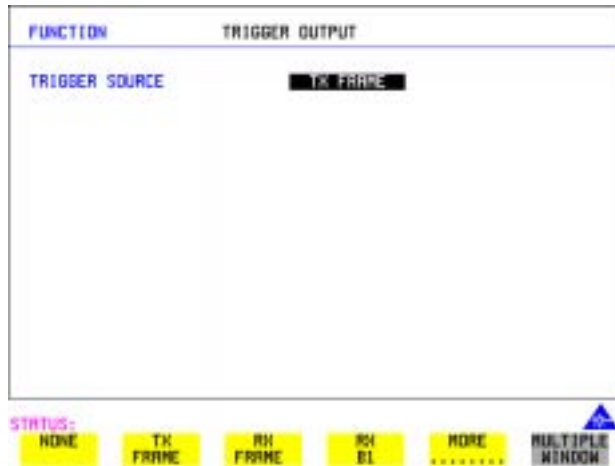 FUNCTION TRIGGER OUTPUT
TRIGGER SOURCE TX FRAME
STATUS:
NONE TX FRAME RX FRAME RX B1 MORE ........ MULTIPLE WINDOW